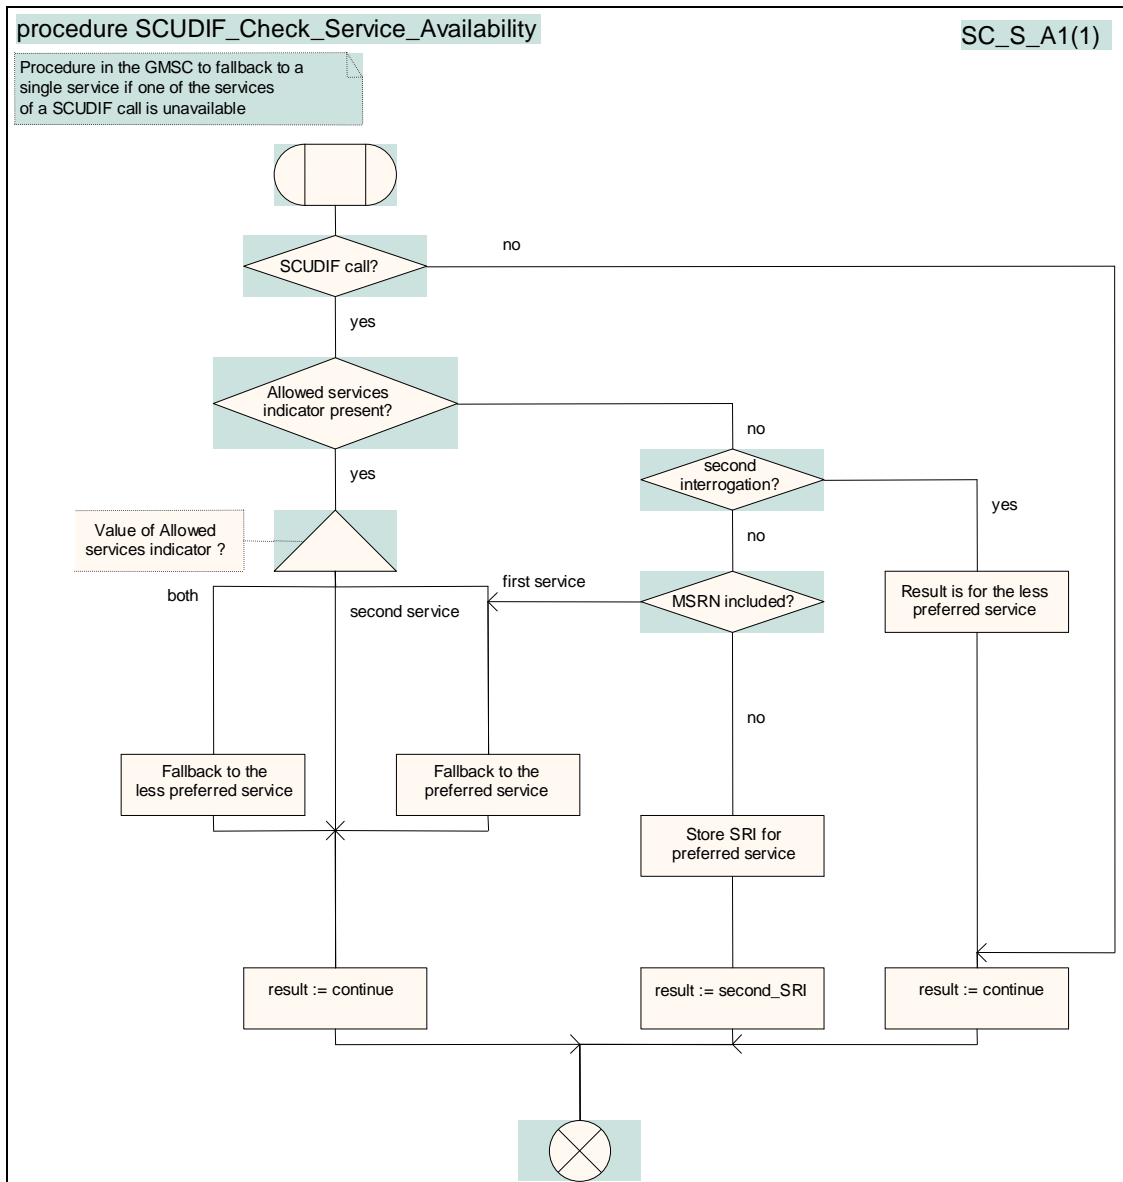 procedure SCUDIF_Check_Service_Availability
SC_S_A1(1)
Procedure in the GMSC to fallback to a
single service if one of the services
of a SCUDIF call is unavailable
SCUDIF call?
no
yes
Allowed services
indicator present?
no
yes
second
interrogation?
yes
no
Value of Allowed
services indicator ?
both
second service
first service
MSRN included?
Result is for the less
preferred service
no
Fallback to the
less preferred service
Fallback to the
preferred service
Store SRI for
preferred service
result := continue
result := second_SRI
result := continue